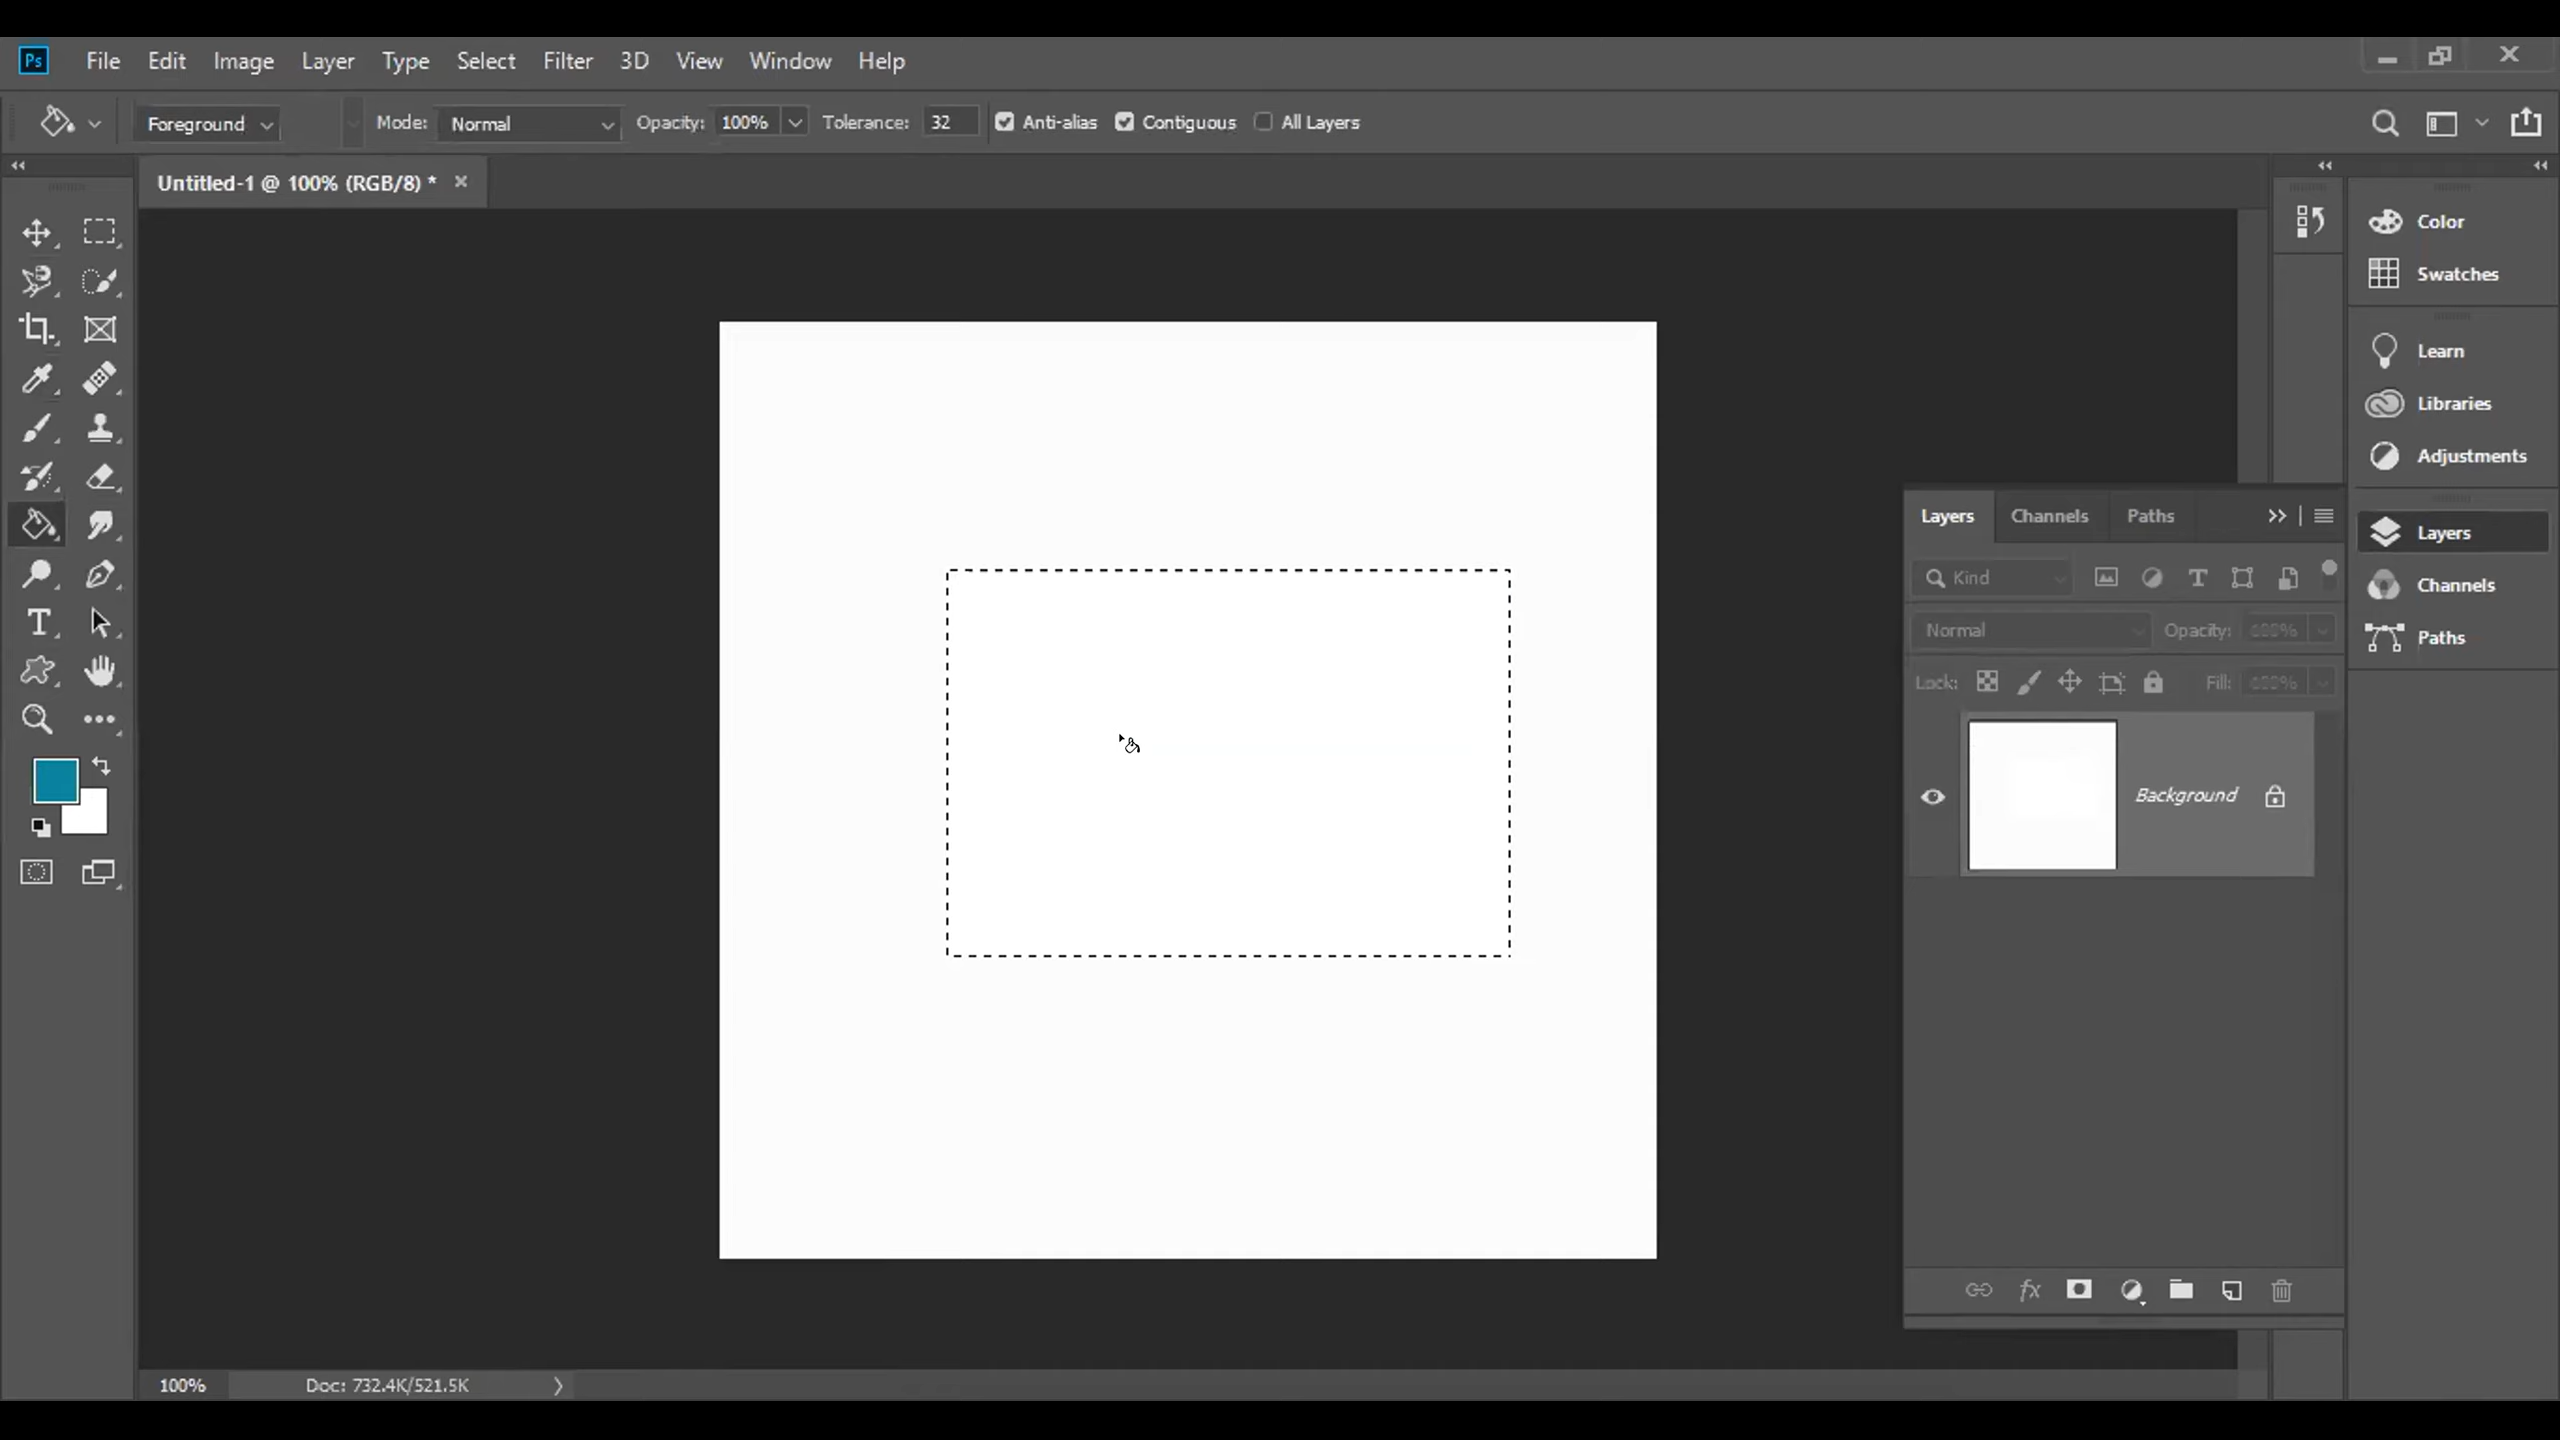 Ps File Edit Image Layer Type Select Filter 3D View Window Help
Foreground Mode: Normal Opacity: 100% Tolerance: 32 Anti-alias Contiguous All Layers
Untitled-1 @ 100% (RGB/8) *
Color
Swatches
Learn
Libraries
Adjustments
Layers
Channels
Paths
Layers Channels Paths
Kind
Normal Opacity:
Lock: Fill:
Background
fx
100% Doc: 732.4K/521.5K